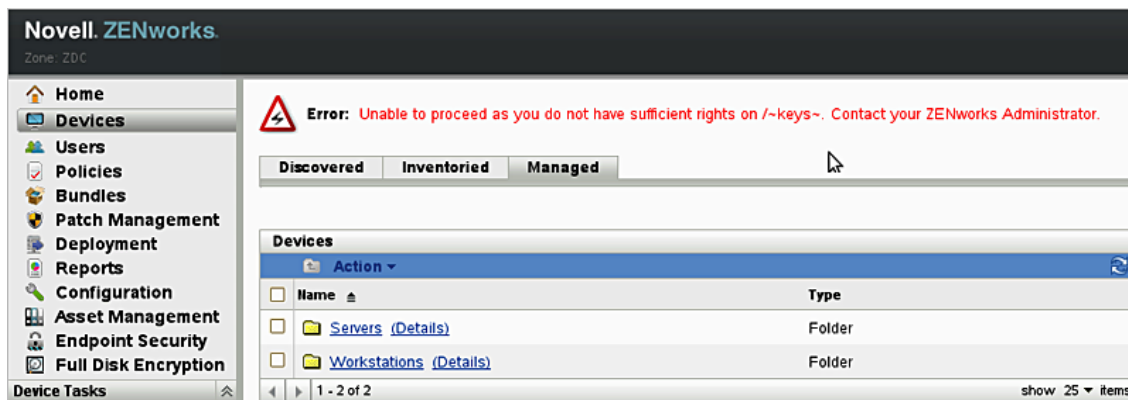 Novell. ZENworks.
Zone: ZDC
Home
Devices
Users
Policies
Bundles
Patch Management
Deployment
Reports
Configuration
Asset Management
Endpoint Security
Full Disk Encryption
Device Tasks
Error: Unable to proceed as you do not have sufficient rights on /~keys~. Contact your ZENworks Administrator.
Discovered Inventoried Managed
Devices
Action
Name Type
Servers (Details) Folder
Workstations (Details) Folder
1 - 2 of 2 show 25 items